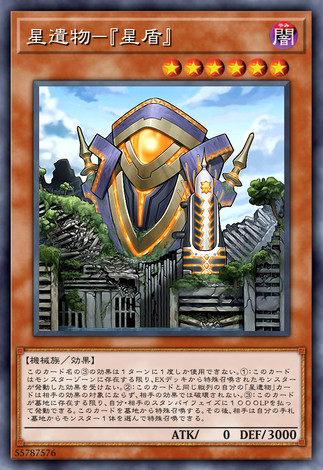 星遺物-『星盾』
闇
やみ
【機械族／効果】
このカード名の③の効果は1ターンに1度しか使用できない。①：このカード
はモンスターゾーンに存在する限り、EXデッキから特殊召喚されたモンスター
が発動した効果を受けない。②：このカードと同じ縦列の自分の「星遺物」カー
ドは相手の効果の対象にならず、相手の効果では破壊されない。③：このカード
が墓地に存在する限り、自分・相手のスタンバイフェイズに1000LPを払っ
て発動できる。このカードを墓地から特殊召喚する。その後、相手は自分の手札
・墓地からモンスター1体を選んで特殊召喚できる。
ATK/ 0 DEF/3000
55787576